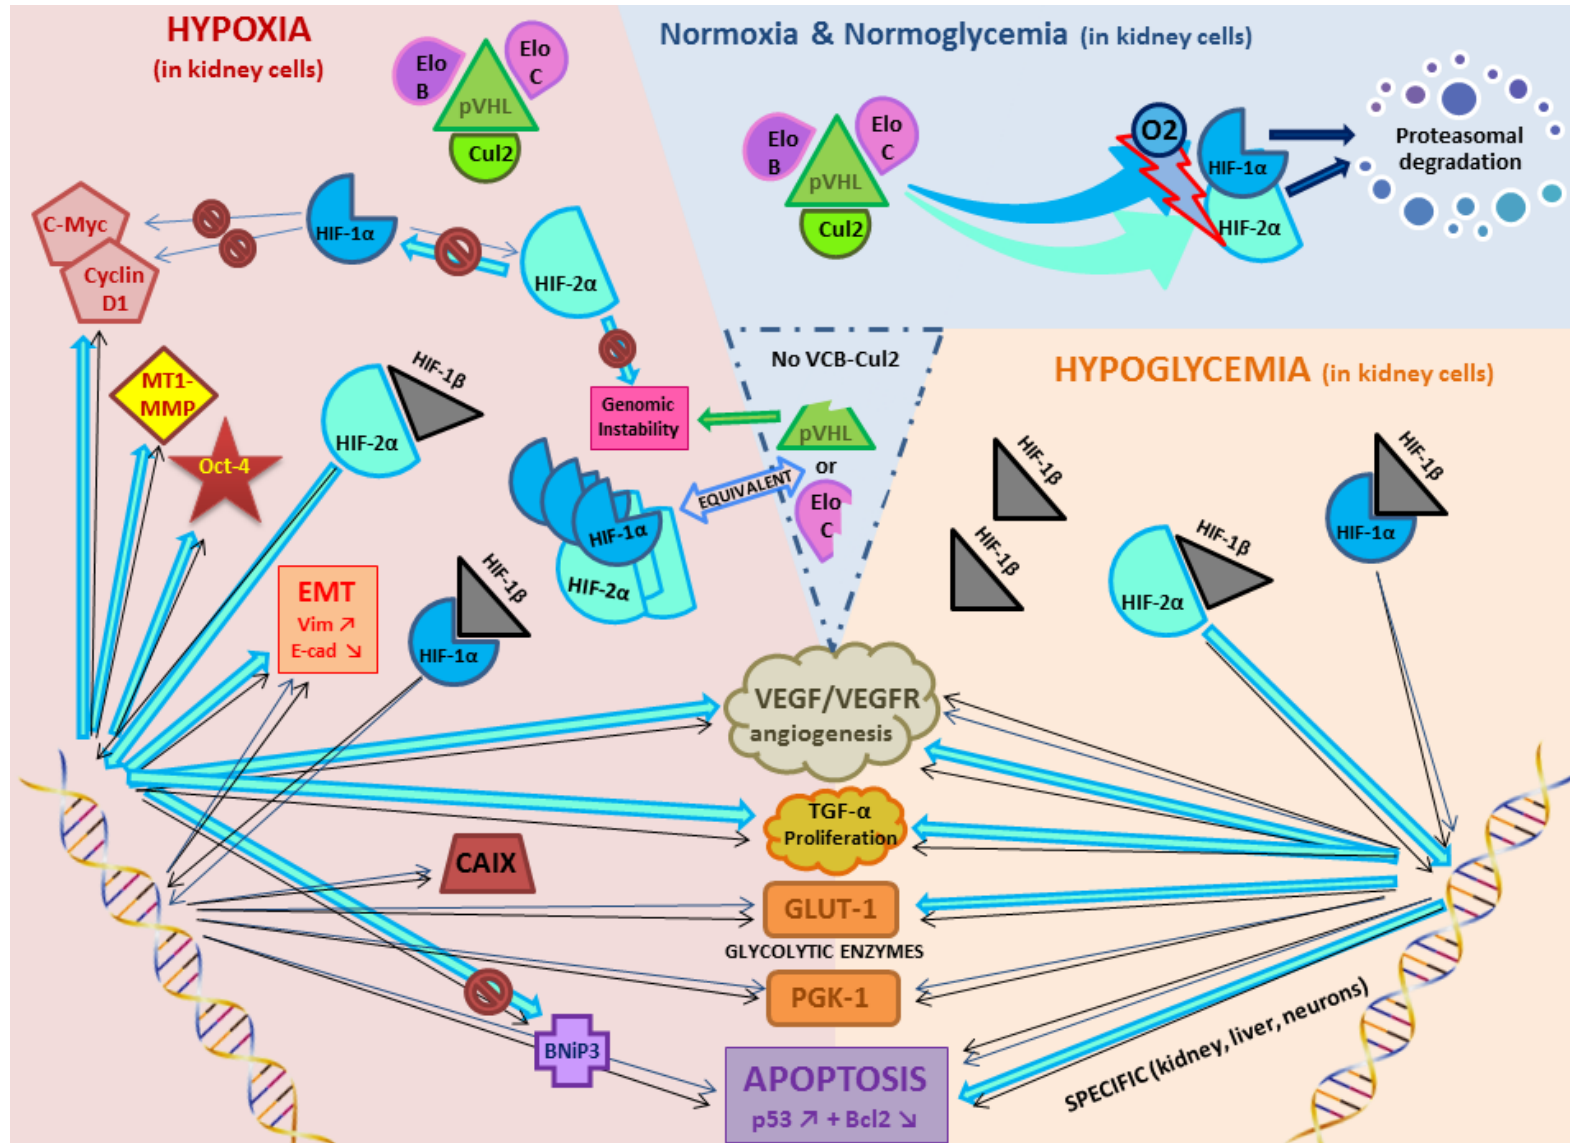 HYPOXIA
(in kidney cells)
Elo
B
Elo
C
pVHL
Cul2
Normoxia & Normoglycemia (in kidney cells)
Elo
B
Elo
C
pVHL
Cul2
O2
HIF-1α
HIF-2α
Proteasomal
degradation
C-Myc
Cyclin
D1
HIF-1α
HIF-2α
MT1-
MMP
Oct-4
HIF-2α
HIF-1β
Genomic
Instability
No VCB-Cul2
pVHL
or
Elo
C
EQUIVALENT
HIF-1α
HIF-2α
HYPOGLYCEMIA (in kidney cells)
HIF-1β
HIF-1β
HIF-2α
HIF-1β
HIF-1β
HIF-1α
EMT
Vim ↗
E-cad ↘
HIF-1β
HIF-1α
VEGF/VEGFR
angiogenesis
TGF-α
Proliferation
CAIX
GLUT-1
GLYCOLYTIC ENZYMES
PGK-1
BNiP3
APOPTOSIS
p53 ↗ + Bcl2 ↘
SPECIFIC (kidney, liver, neurons)